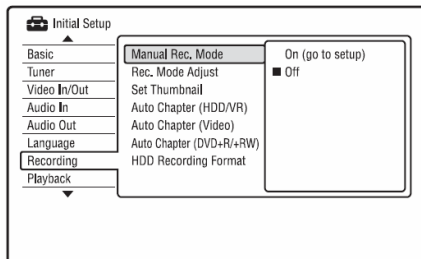 Initial Setup
Basic
Tuner
Video In/Out
Audio In
Audio Out
Language
Recording
Playback
Manual Rec. Mode
Rec. Mode Adjust
Set Thumbnail
Auto Chapter (HDD/VR)
Auto Chapter (Video)
Auto Chapter (DVD+R/+RW)
HDD Recording Format
On (go to setup)
Off